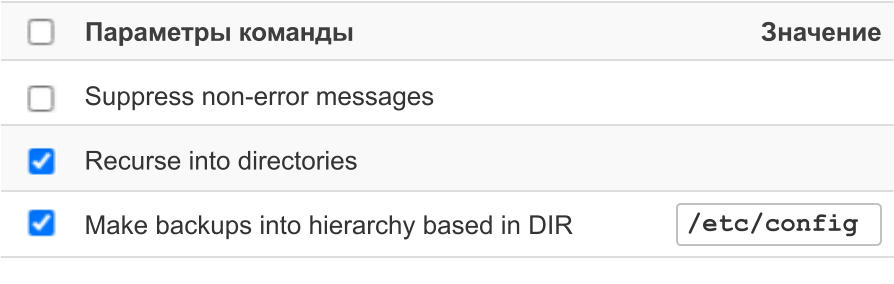 Параметры команды Значение
Suppress non-error messages
Recurse into directories
Make backups into hierarchy based in DIR /etc/config